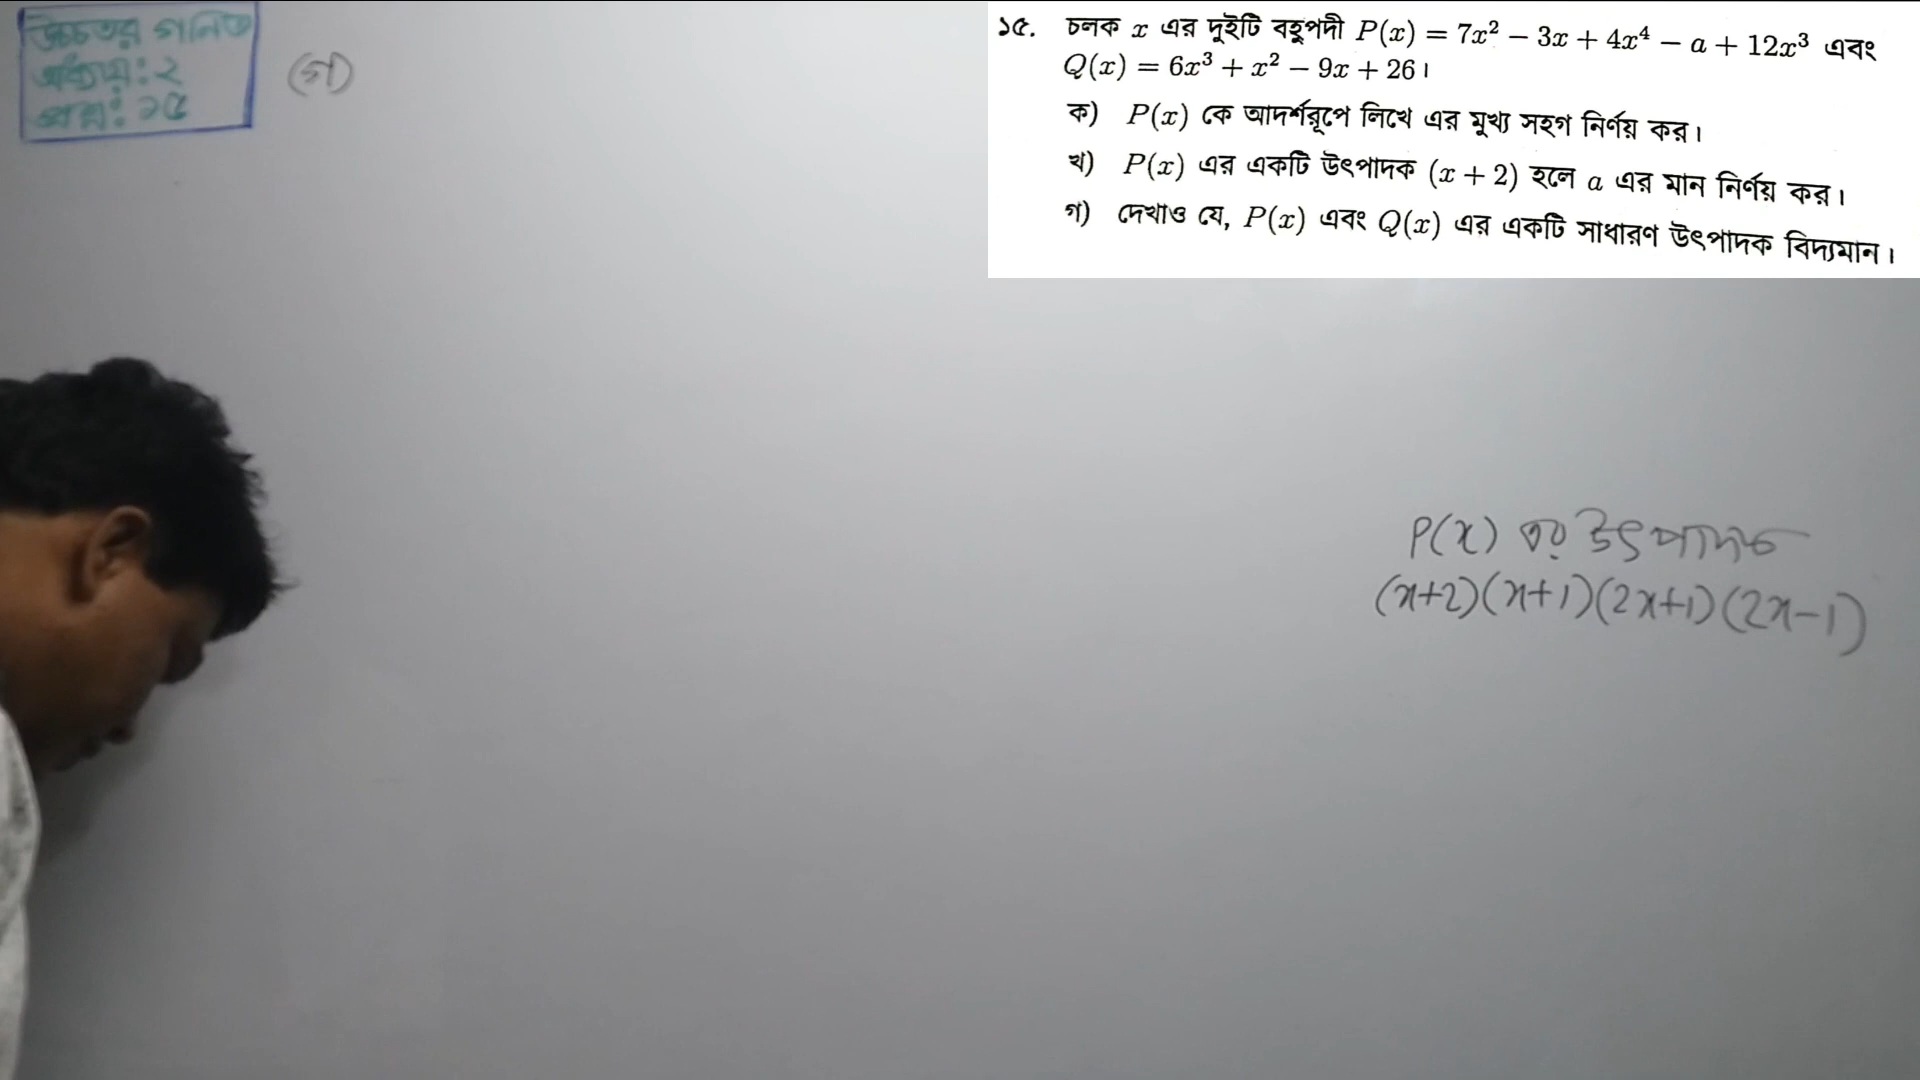 উচ্চতর গনিত
অধ্যায়: ২
প্রশ্ন: ১৫
(গ)
১৫. চলক x এর দুইটি বহুপদী P(x) = 7x² − 3x + 4x⁴ − a + 12x³ এবং
Q(x) = 6x³ + x² − 9x + 26।
ক) P(x) কে আদর্শরূপে লিখে এর মুখ্য সহগ নির্ণয় কর।
খ) P(x) এর একটি উৎপাদক (x + 2) হলে a এর মান নির্ণয় কর।
গ) দেখাও যে, P(x) এবং Q(x) এর একটি সাধারণ উৎপাদক বিদ্যমান।
P(x) এর উৎপাদক
(x+2)(x+1)(2x+1)(2x-1)